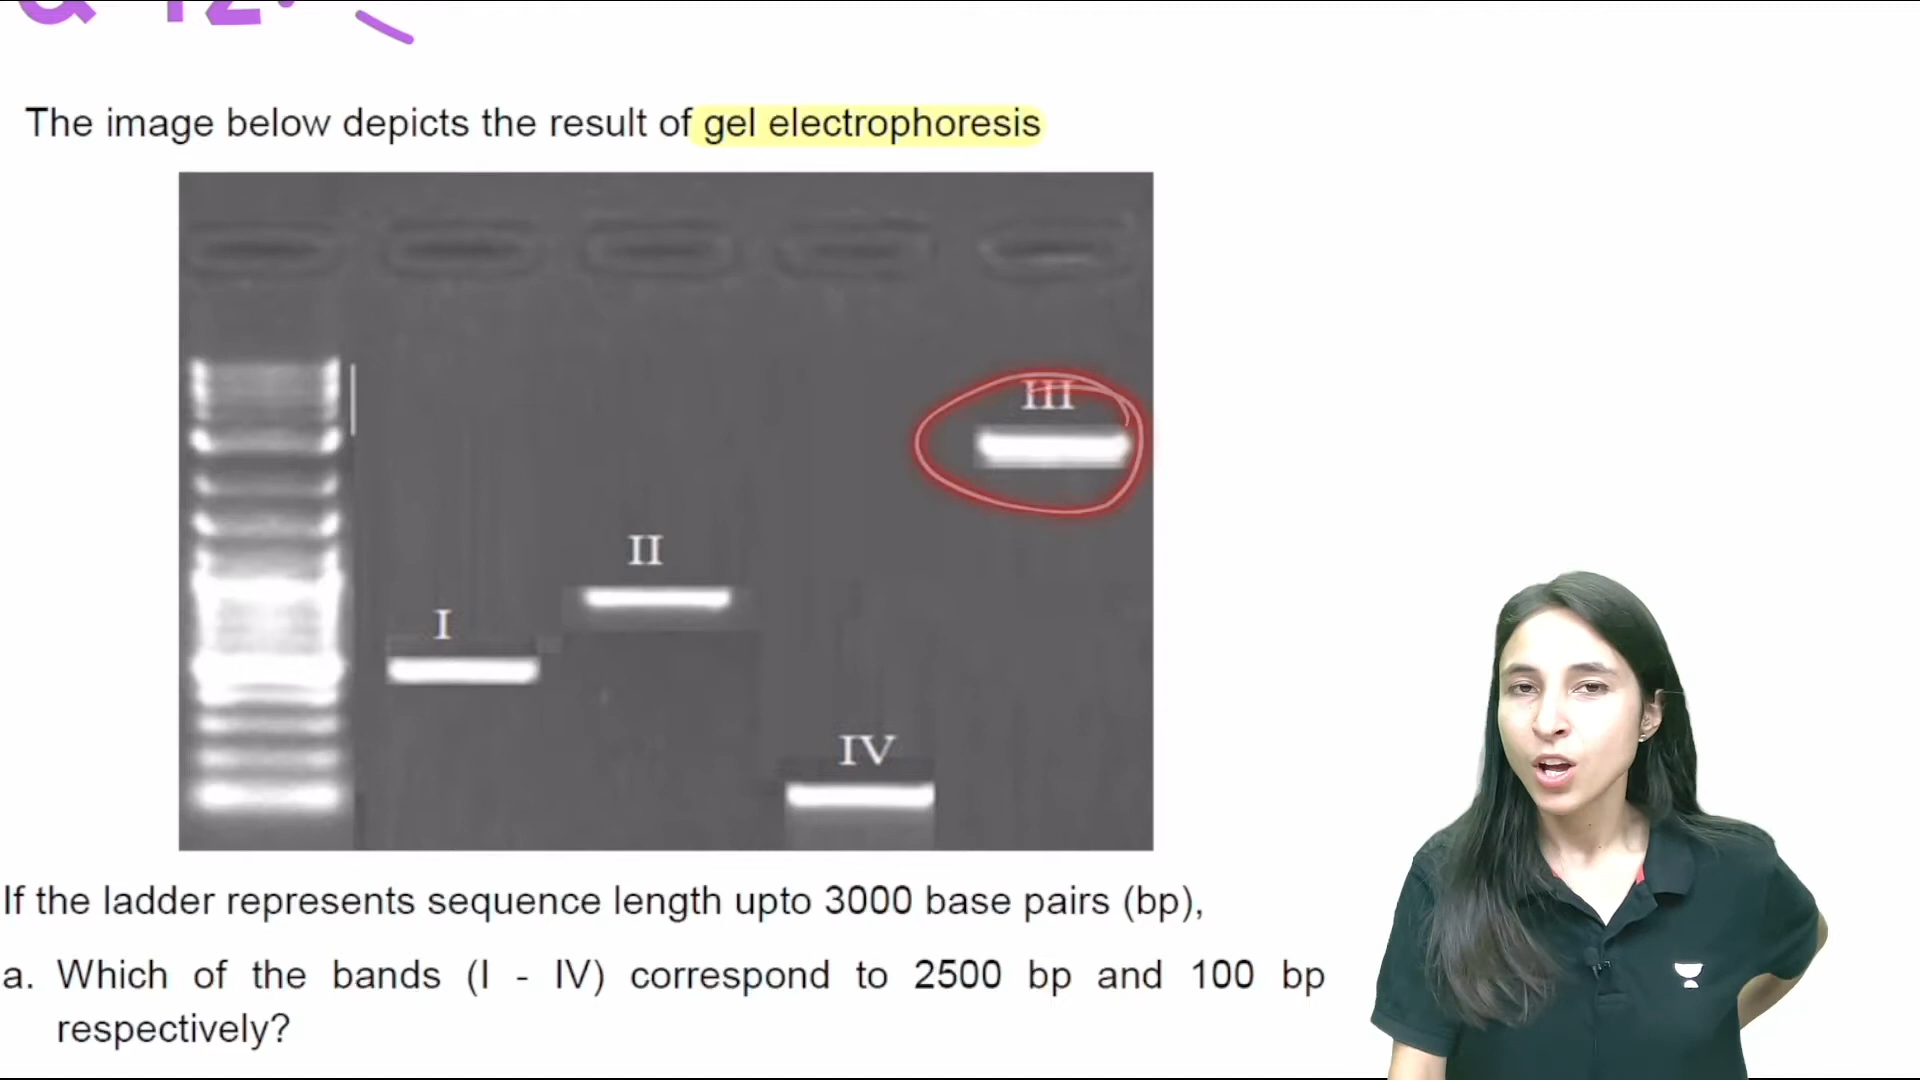 The image below depicts the result of gel electrophoresis
III
II
I
IV
If the ladder represents sequence length upto 3000 base pairs (bp),
a. Which of the bands (I - IV) correspond to 2500 bp and 100 bp
respectively?